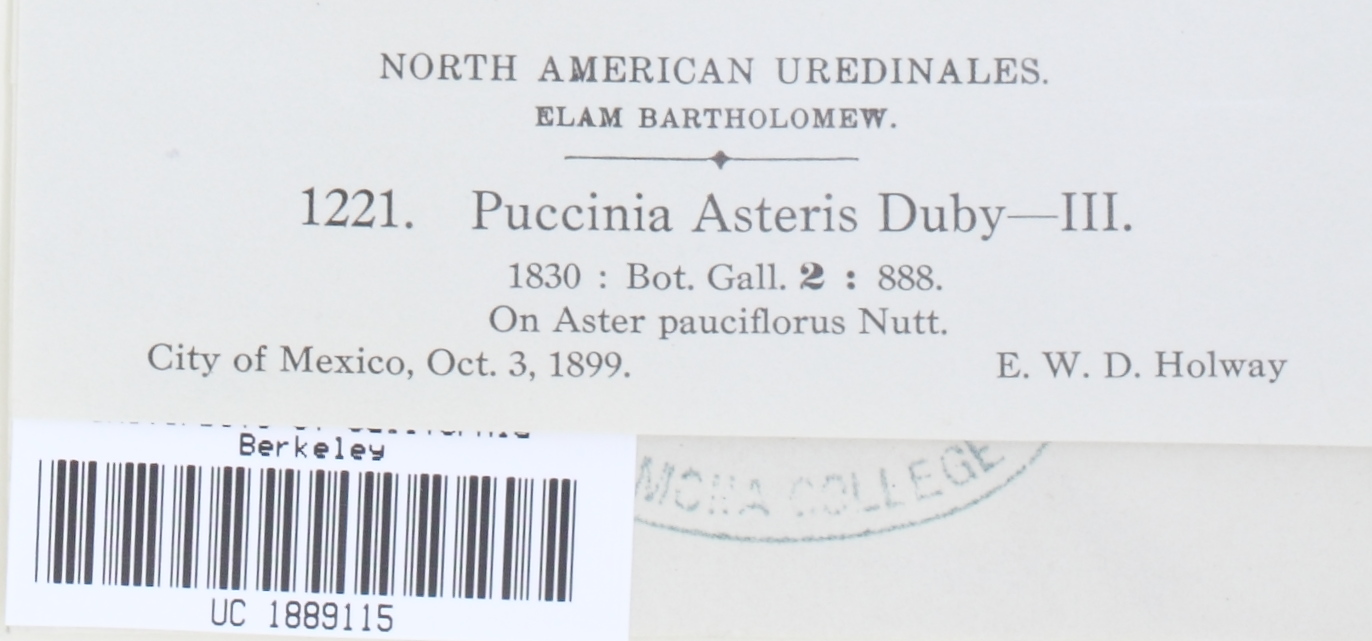 NORTH AMERICAN UREDINALES.
ELAM BARTHOLOMEW.
1221. Puccinia Asteris Duby—III.
1830 : Bot. Gall. 2 : 888.
On Aster pauciflorus Nutt.
City of Mexico, Oct. 3, 1899. E. W. D. Holway
Berkeley
UC 1889115
COLLEGE